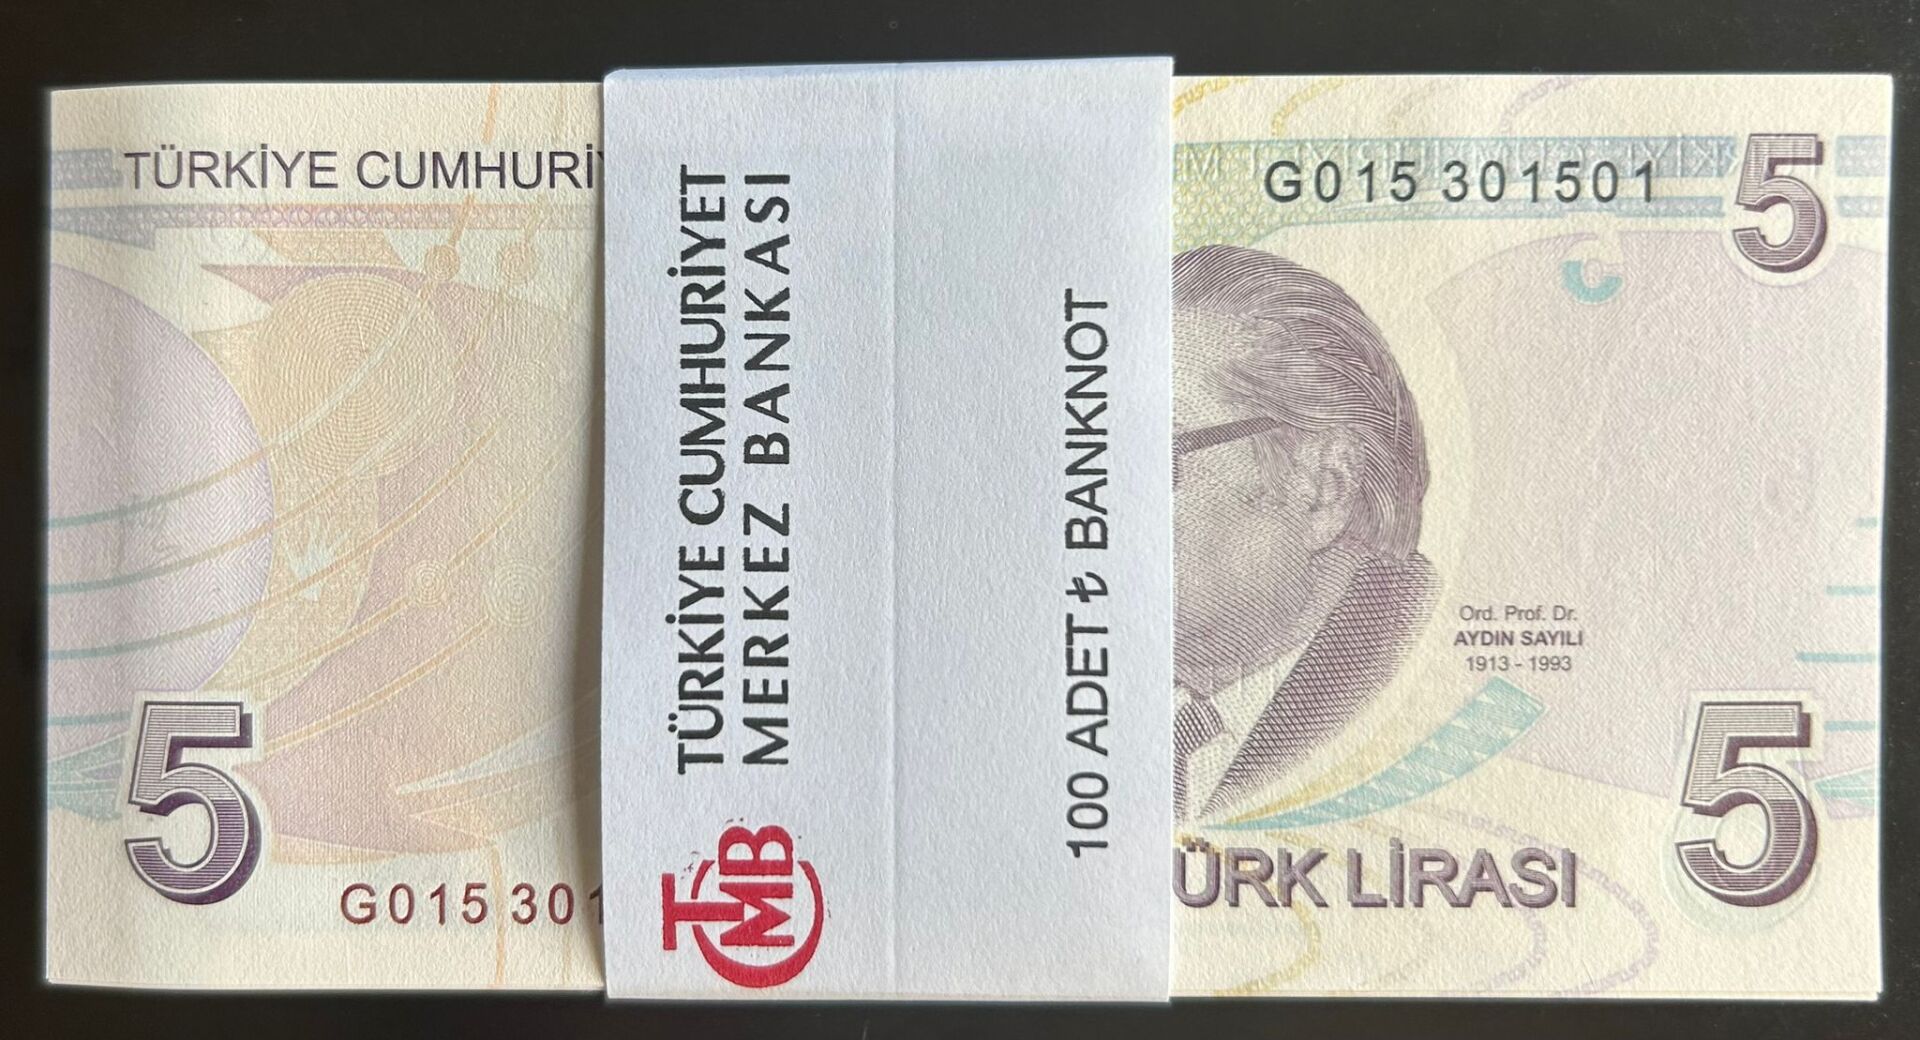 TÜRKİYE CUMHURİY
G015 301501
5
TÜRKİYE CUMHURİYET
MERKEZ BANKASI
TCMB
100 ADET ₺ BANKNOT
Ord. Prof. Dr.
AYDIN SAYILI
1913 - 1993
5
G015 301
ÜRK LİRASI
5